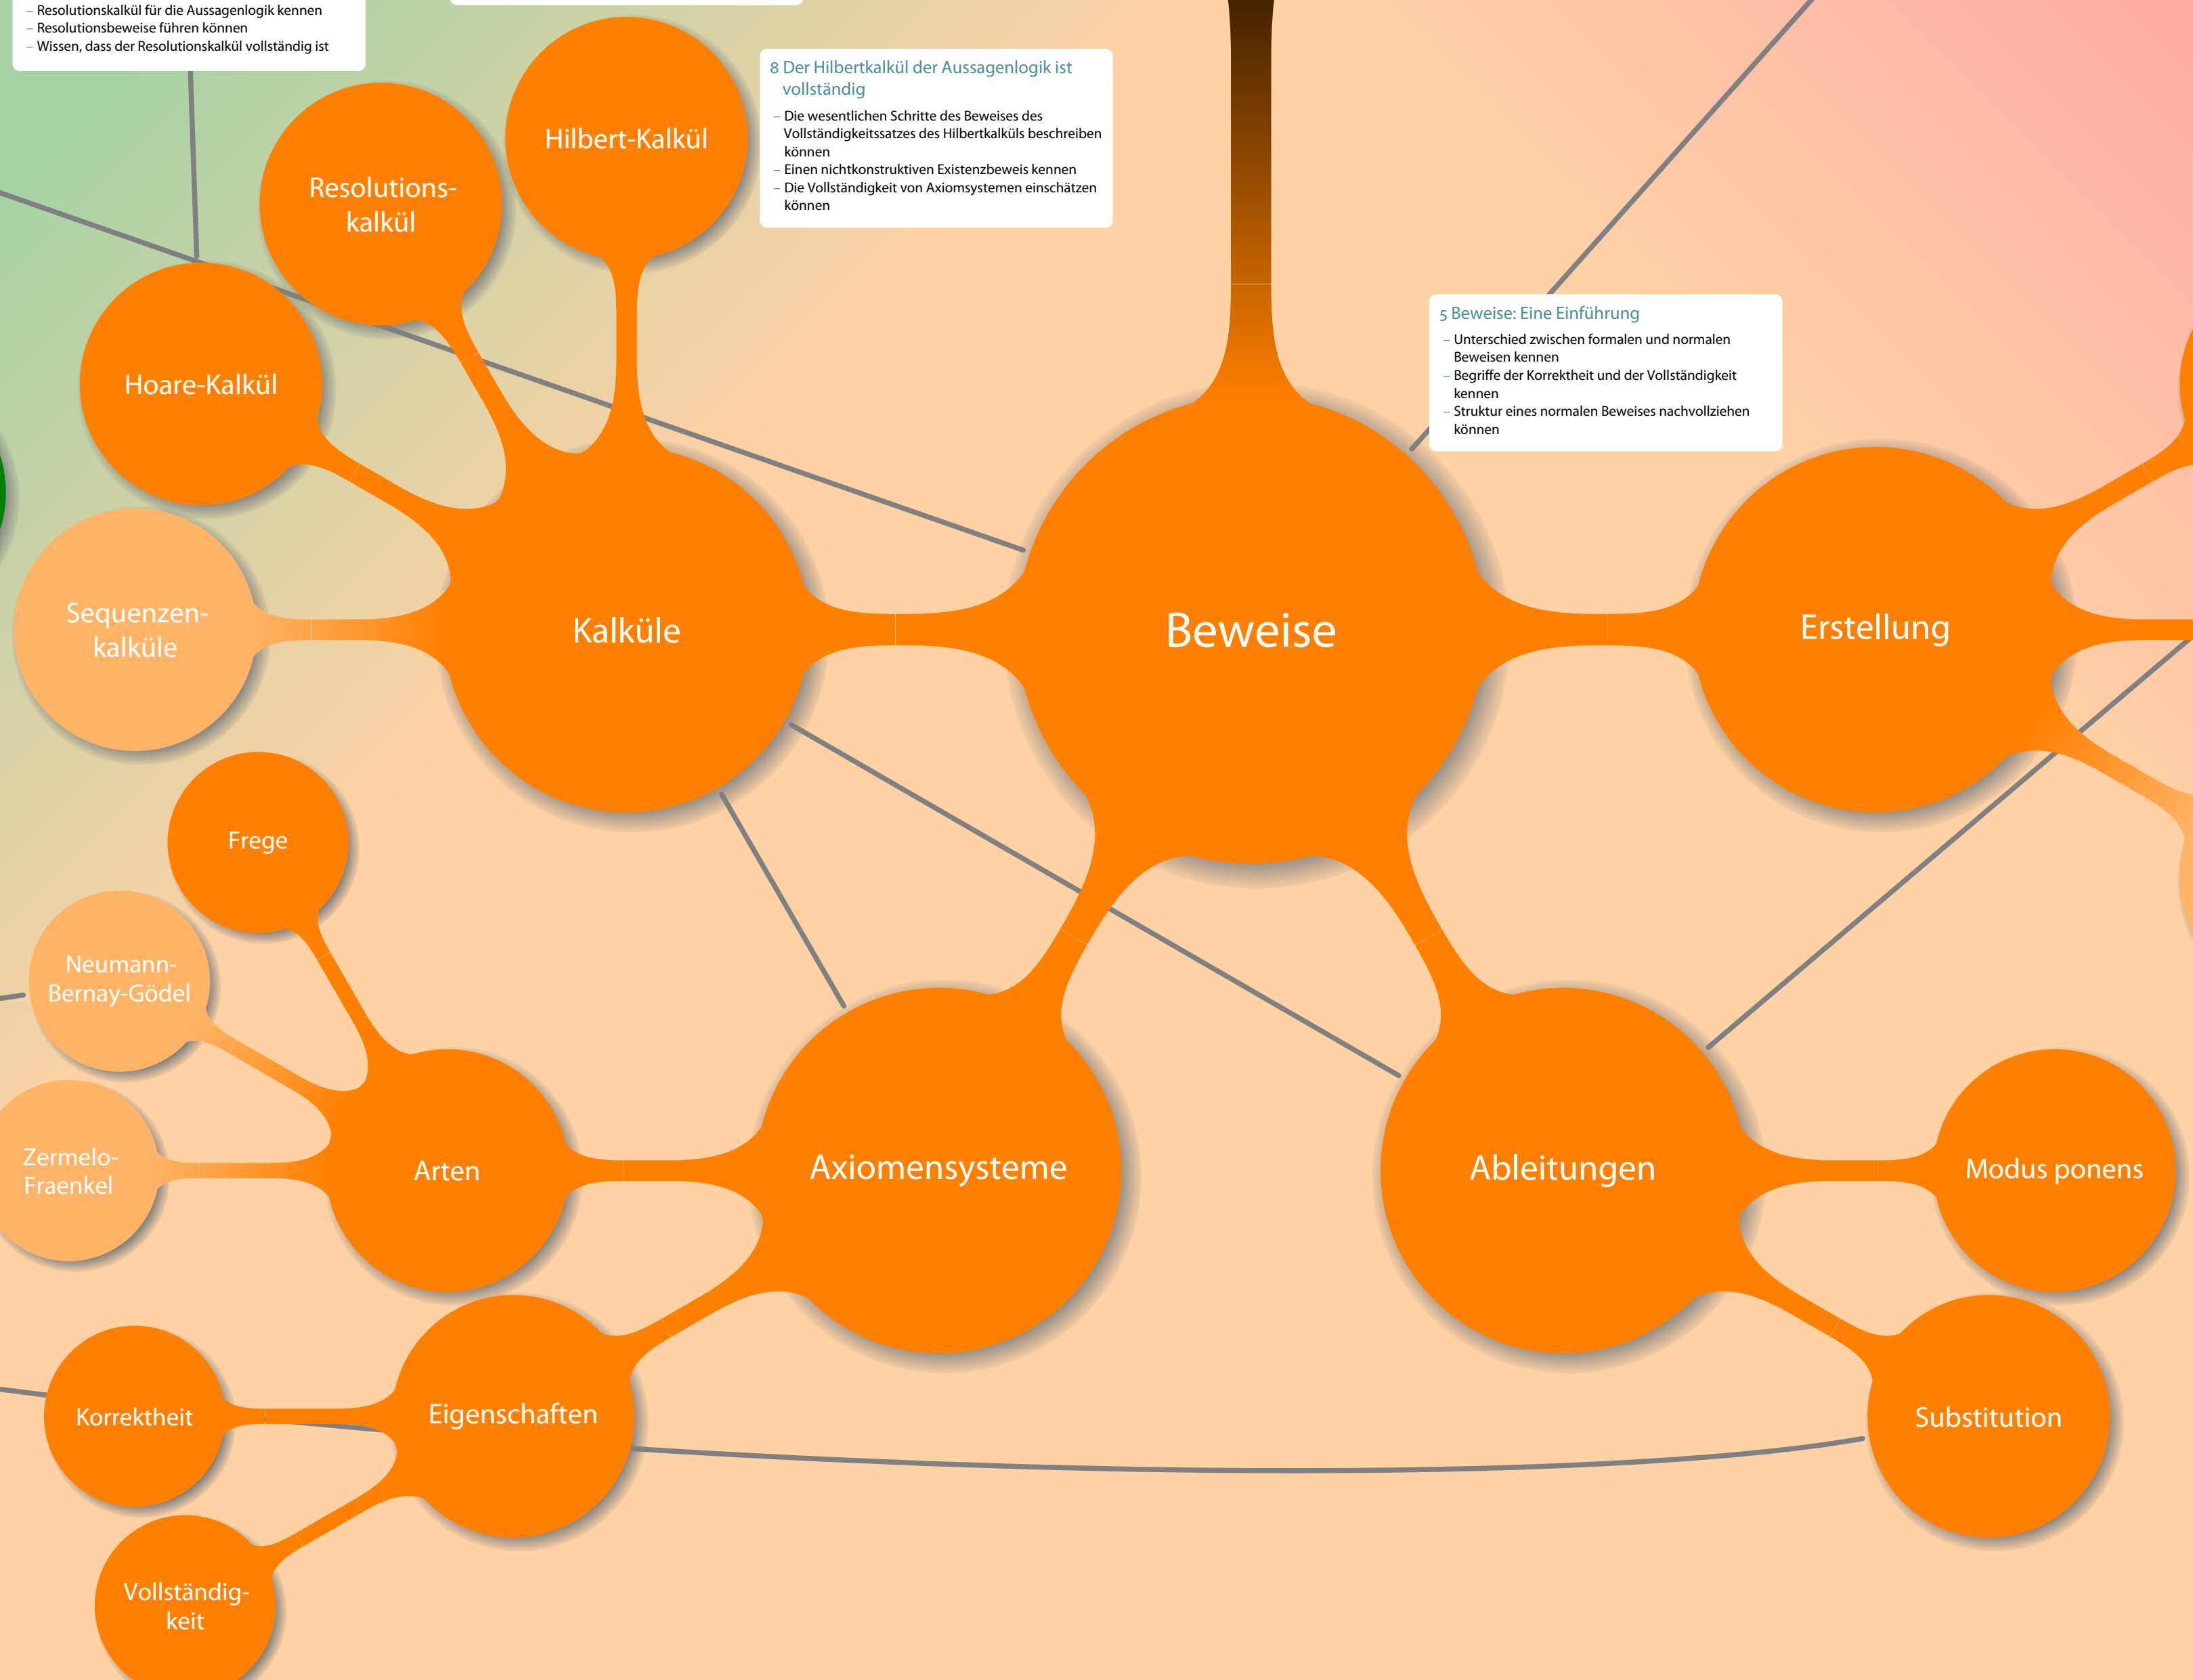 – Resolutionskalkül für die Aussagenlogik kennen
– Resolutionsbeweise führen können
– Wissen, dass der Resolutionskalkül vollständig ist
8 Der Hilbertkalkül der Aussagenlogik ist
vollständig
– Die wesentlichen Schritte des Beweises des
Vollständigkeitssatzes des Hilbertkalküls beschreiben
können
– Einen nichtkonstruktiven Existenzbeweis kennen
– Die Vollständigkeit von Axiomsystemen einschätzen
können
Hilbert-Kalkül
Resolutions-
kalkül
Hoare-Kalkül
5 Beweise: Eine Einführung
– Unterschied zwischen formalen und normalen
Beweisen kennen
– Begriffe der Korrektheit und der Vollständigkeit
kennen
– Struktur eines normalen Beweises nachvollziehen
können
Sequenzen-
kalküle
Kalküle
Beweise
Erstellung
Frege
Neumann-
Bernay-Gödel
Zermelo-
Fraenkel
Arten
Axiomensysteme
Ableitungen
Modus ponens
Korrektheit
Eigenschaften
Substitution
Vollständig-
keit